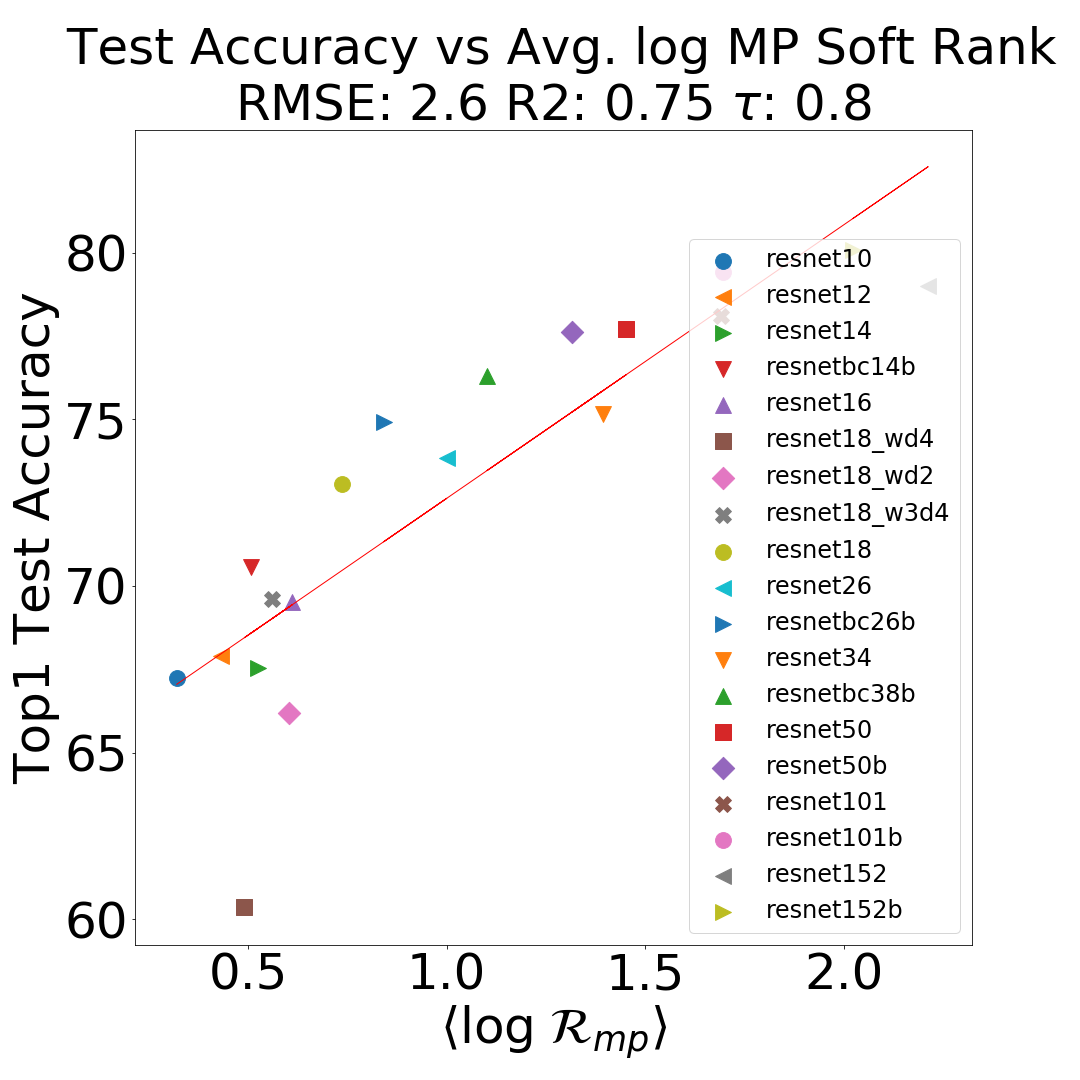 Test Accuracy vs Avg. log MP Soft Rank
RMSE: 2.6 R2: 0.75 τ: 0.8
Top1 Test Accuracy
80
75
70
65
60
0.5 1.0 1.5 2.0
⟨log ℛmp⟩
resnet10
resnet12
resnet14
resnetbc14b
resnet16
resnet18_wd4
resnet18_wd2
resnet18_w3d4
resnet18
resnet26
resnetbc26b
resnet34
resnetbc38b
resnet50
resnet50b
resnet101
resnet101b
resnet152
resnet152b